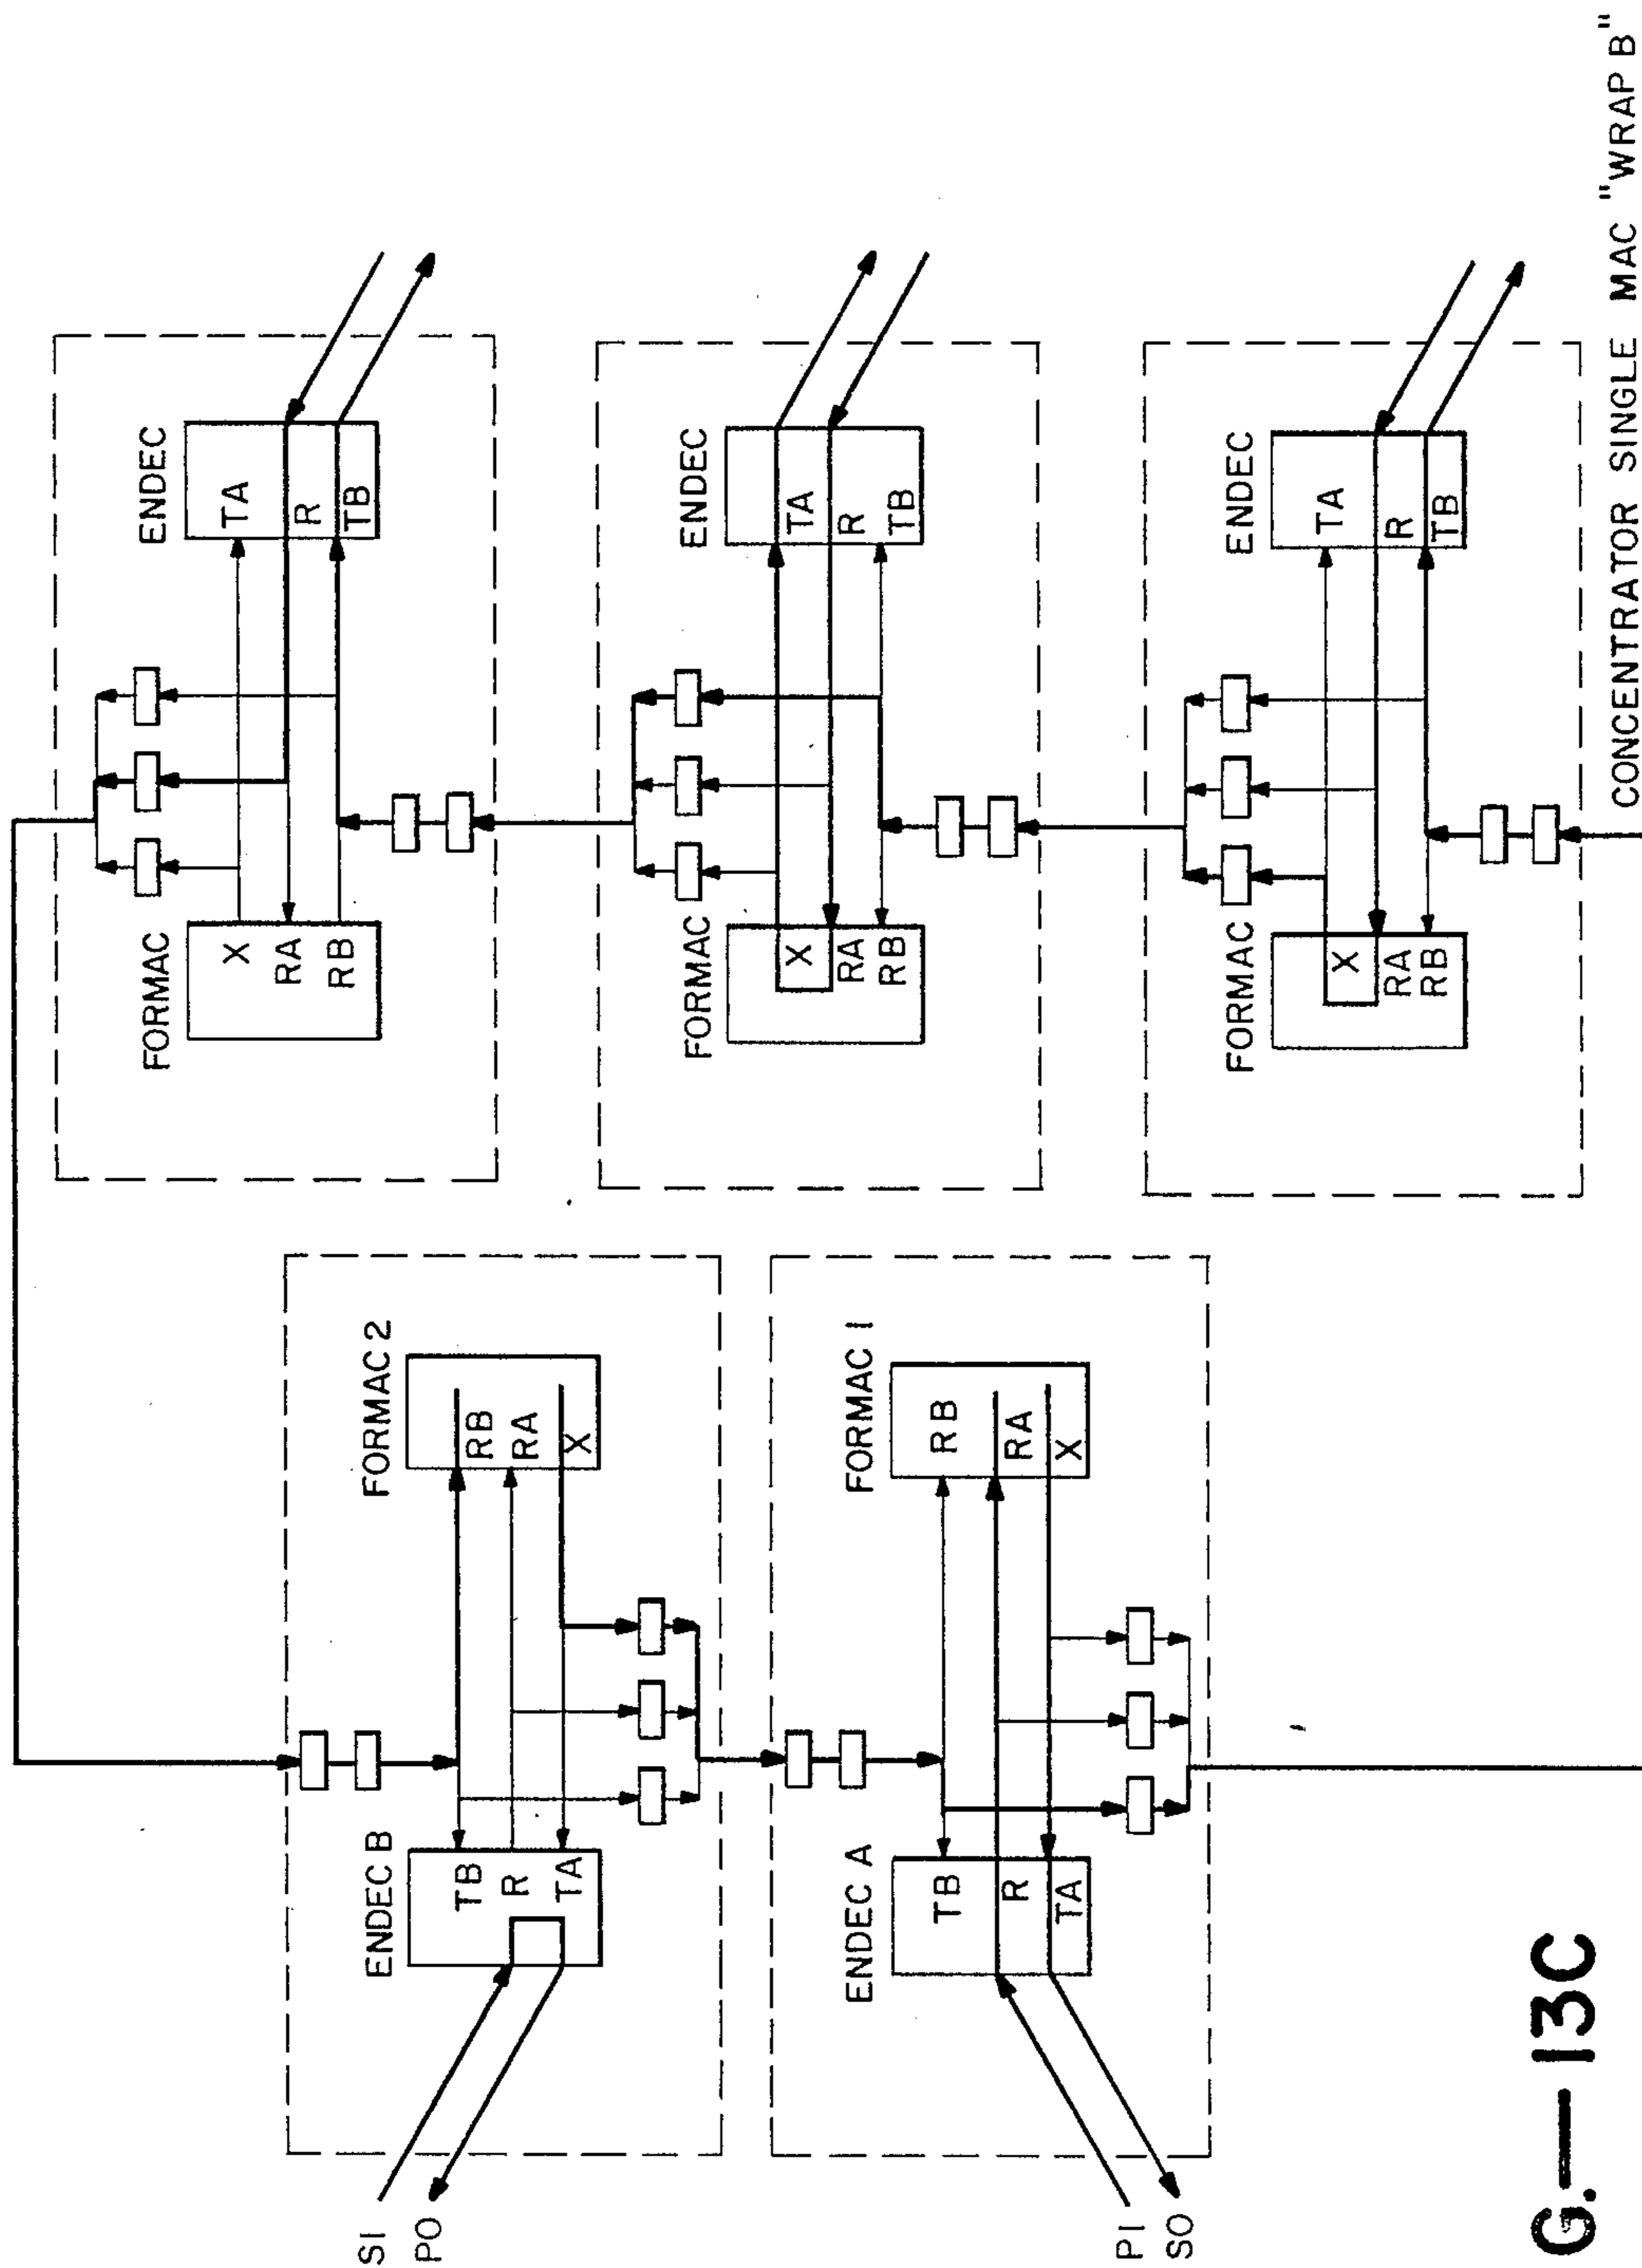 SI
PO
ENDEC B
TB
R
TA
FORMAC 2
RB
RA
X
FORMAC
X
RA
RB
ENDEC
TA
R
TB
FORMAC
X
RA
RB
ENDEC
TA
R
TB
PI
SO
ENDEC A
TB
R
TA
FORMAC 1
RB
RA
X
FORMAC
X
RA
RB
ENDEC
TA
R
TB
G.—13C
CONCENTRATOR SINGLE MAC "WRAP B"